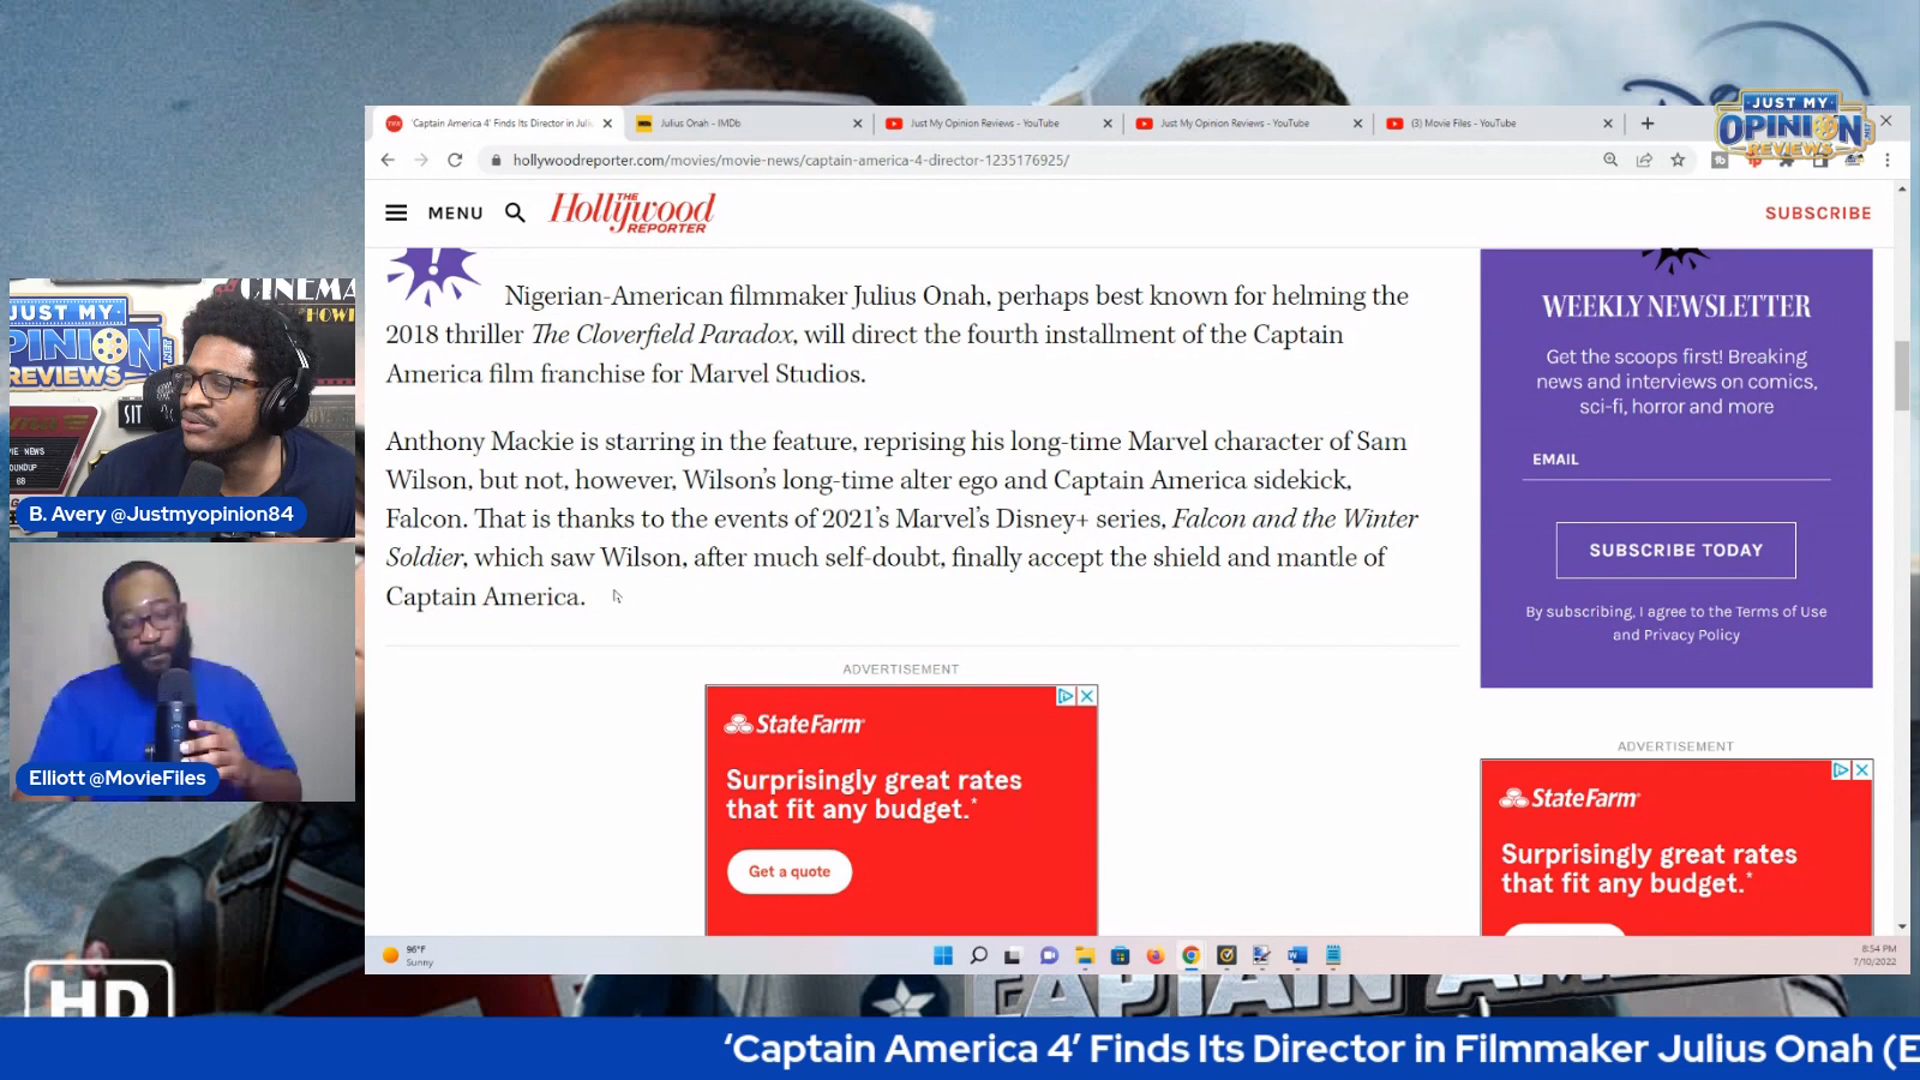 'Captain America 4' Finds Its Director in Juli
Julius Onah - IMDb
Just My Opinion Reviews - YouTube
Just My Opinion Reviews - YouTube
(3) Movie Files - YouTube
JUST MY
OPINION
REVIEWS
hollywoodreporter.com/movies/movie-news/captain-america-4-director-1235176925/
MENU
THE
Hollywood
REPORTER
SUBSCRIBE
Nigerian-American filmmaker Julius Onah, perhaps best known for helming the
2018 thriller The Cloverfield Paradox, will direct the fourth installment of the Captain
America film franchise for Marvel Studios.
Anthony Mackie is starring in the feature, reprising his long-time Marvel character of Sam
Wilson, but not, however, Wilson's long-time alter ego and Captain America sidekick,
Falcon. That is thanks to the events of 2021's Marvel's Disney+ series, Falcon and the Winter
Soldier, which saw Wilson, after much self-doubt, finally accept the shield and mantle of
Captain America.
WEEKLY NEWSLETTER
Get the scoops first! Breaking
news and interviews on comics,
sci-fi, horror and more
EMAIL
SUBSCRIBE TODAY
By subscribing, I agree to the Terms of Use
and Privacy Policy
ADVERTISEMENT
StateFarm
Surprisingly great rates
that fit any budget.*
Get a quote
ADVERTISEMENT
StateFarm
Surprisingly great rates
that fit any budget.*
CINEMA
JUST MY
PINION
REVIEWS
SIT
IE NEWS
OUNDUP
68
B. Avery @Justmyopinion84
Elliott @MovieFiles
96°F
Sunny
8:54 PM
7/10/2022
HD
CAPTAIN AMERI
'Captain America 4' Finds Its Director in Filmmaker Julius Onah (E